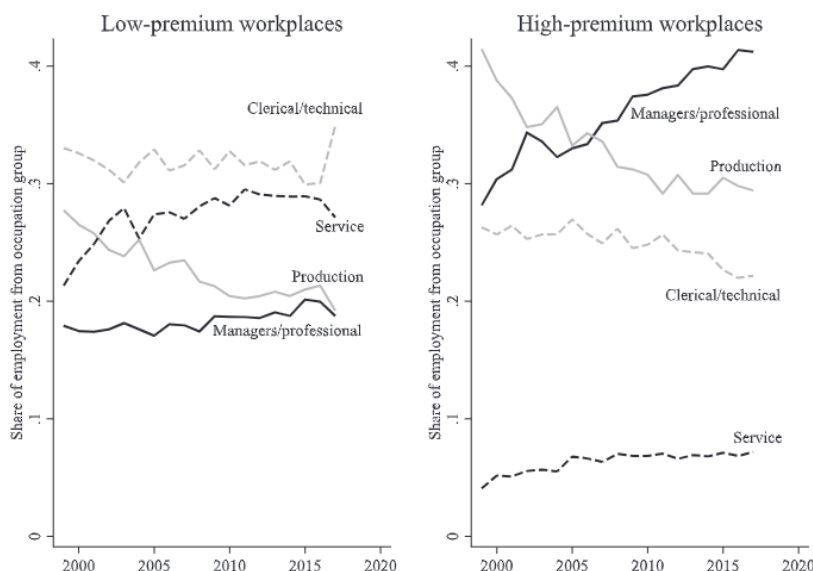 Low-premium workplaces
Share of employment from occupation group
.4
.3
.2
.1
0
Clerical/technical
Service
Production
Managers/professional
2000 2005 2010 2015 2020
High-premium workplaces
Share of employment from occupation group
.4
.3
.2
.1
0
Managers/professional
Production
Clerical/technical
Service
2000 2005 2010 2015 2020